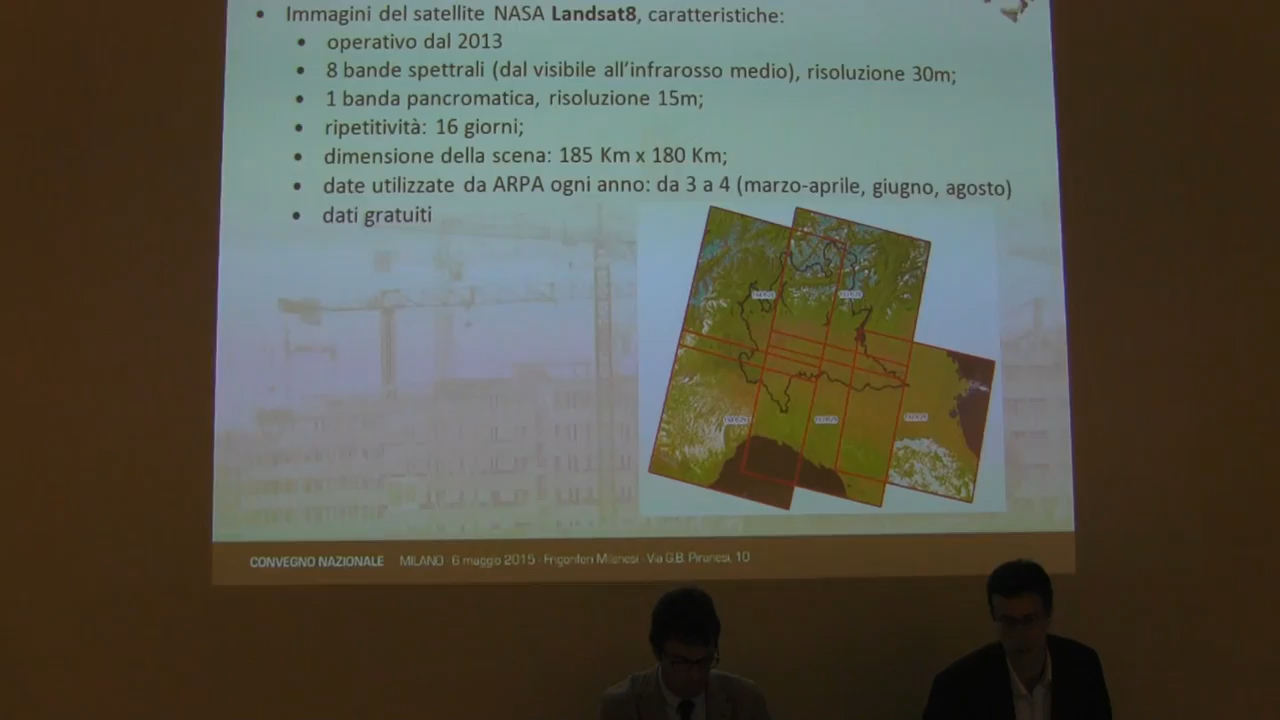 • Immagini del satellite NASA Landsat8, caratteristiche:
• operativo dal 2013
• 8 bande spettrali (dal visibile all'infrarosso medio), risoluzione 30m;
• 1 banda pancromatica, risoluzione 15m;
• ripetitività: 16 giorni;
• dimensione della scena: 185 Km x 180 Km;
• date utilizzate da ARPA ogni anno: da 3 a 4 (marzo-aprile, giugno, agosto)
• dati gratuiti
CONVEGNO NAZIONALE MILANO · 6 maggio 2015 · Frigoriferi Milanesi · Via G.B. Piranesi, 10